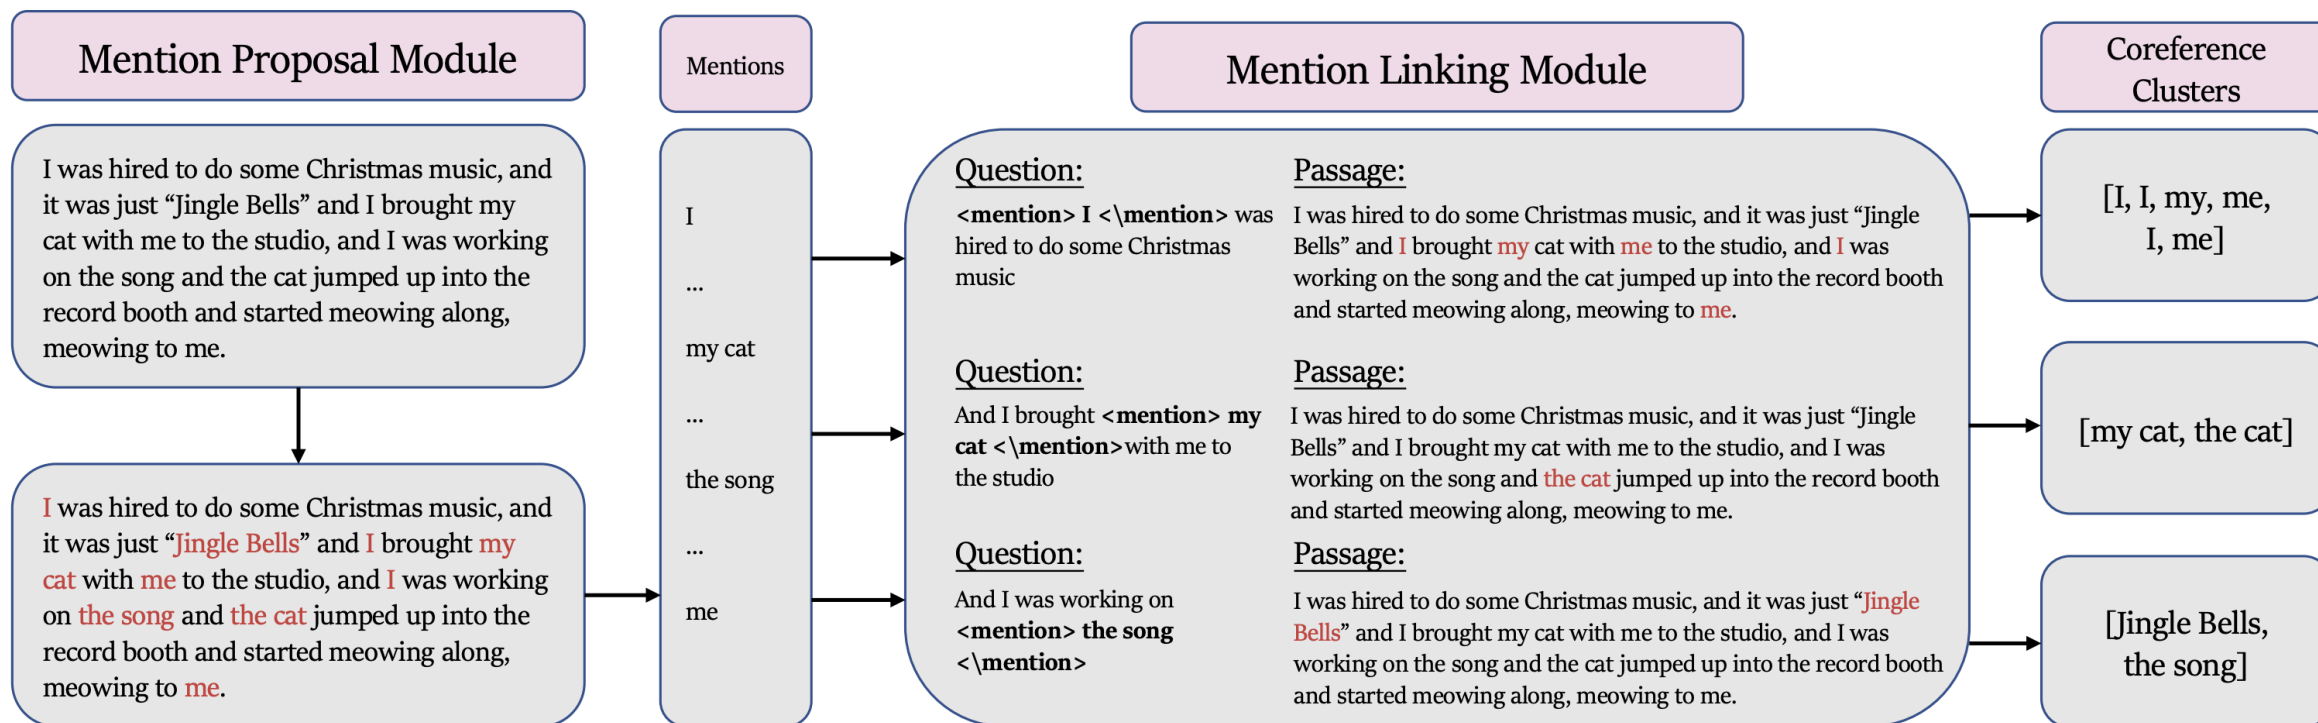 Mention Proposal Module
I was hired to do some Christmas music, and
it was just “Jingle Bells” and I brought my
cat with me to the studio, and I was working
on the song and the cat jumped up into the
record booth and started meowing along,
meowing to me.
I was hired to do some Christmas music, and
it was just “Jingle Bells” and I brought my
cat with me to the studio, and I was working
on the song and the cat jumped up into the
record booth and started meowing along,
meowing to me.
Mentions
I
...
my cat
...
the song
...
me
Mention Linking Module
Question:
<mention> I <\mention> was
hired to do some Christmas
music
Passage:
I was hired to do some Christmas music, and it was just “Jingle
Bells” and I brought my cat with me to the studio, and I was
working on the song and the cat jumped up into the record booth
and started meowing along, meowing to me.
Question:
And I brought <mention> my
cat <\mention>with me to
the studio
Passage:
I was hired to do some Christmas music, and it was just “Jingle
Bells” and I brought my cat with me to the studio, and I was
working on the song and the cat jumped up into the record booth
and started meowing along, meowing to me.
Question:
And I was working on
<mention> the song
<\mention>
Passage:
I was hired to do some Christmas music, and it was just “Jingle
Bells” and I brought my cat with me to the studio, and I was
working on the song and the cat jumped up into the record booth
and started meowing along, meowing to me.
Coreference
Clusters
[I, I, my, me,
I, me]
[my cat, the cat]
[Jingle Bells,
the song]